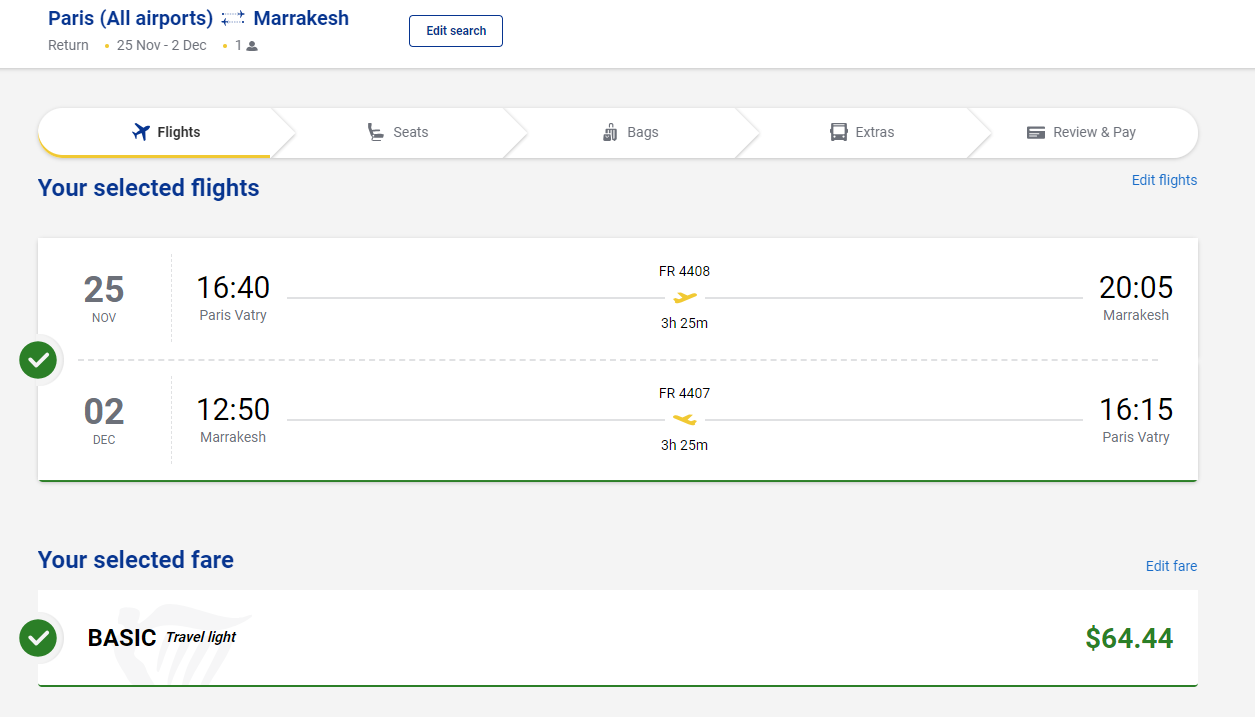 Paris (All airports) Marrakesh
Return • 25 Nov - 2 Dec • 1
Edit search
Flights
Seats
Bags
Extras
Review & Pay
Your selected flights
Edit flights
25
NOV
16:40
Paris Vatry
FR 4408
3h 25m
20:05
Marrakesh
02
DEC
12:50
Marrakesh
FR 4407
3h 25m
16:15
Paris Vatry
Your selected fare
Edit fare
BASIC Travel light
$64.44